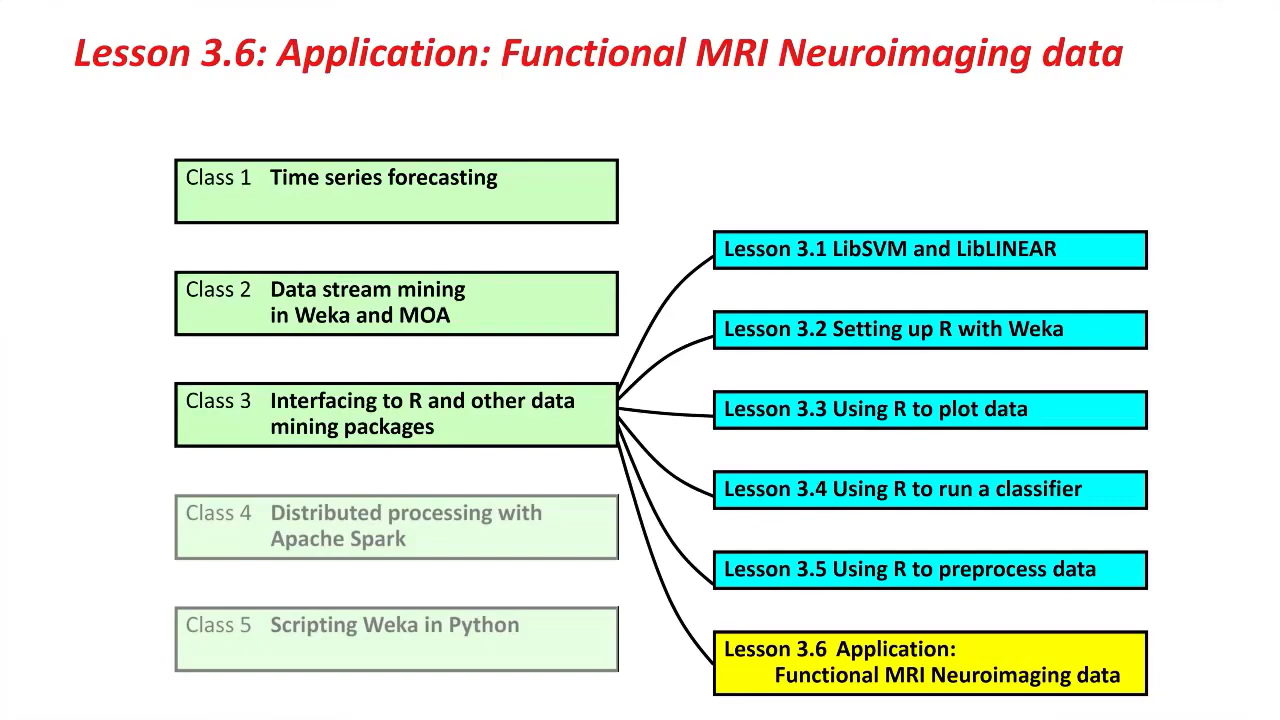 Lesson 3.6: Application: Functional MRI Neuroimaging data
Class 1 Time series forecasting
Class 2 Data stream mining
in Weka and MOA
Class 3 Interfacing to R and other data
mining packages
Class 4 Distributed processing with
Apache Spark
Class 5 Scripting Weka in Python
Lesson 3.1 LibSVM and LibLINEAR
Lesson 3.2 Setting up R with Weka
Lesson 3.3 Using R to plot data
Lesson 3.4 Using R to run a classifier
Lesson 3.5 Using R to preprocess data
Lesson 3.6 Application:
Functional MRI Neuroimaging data